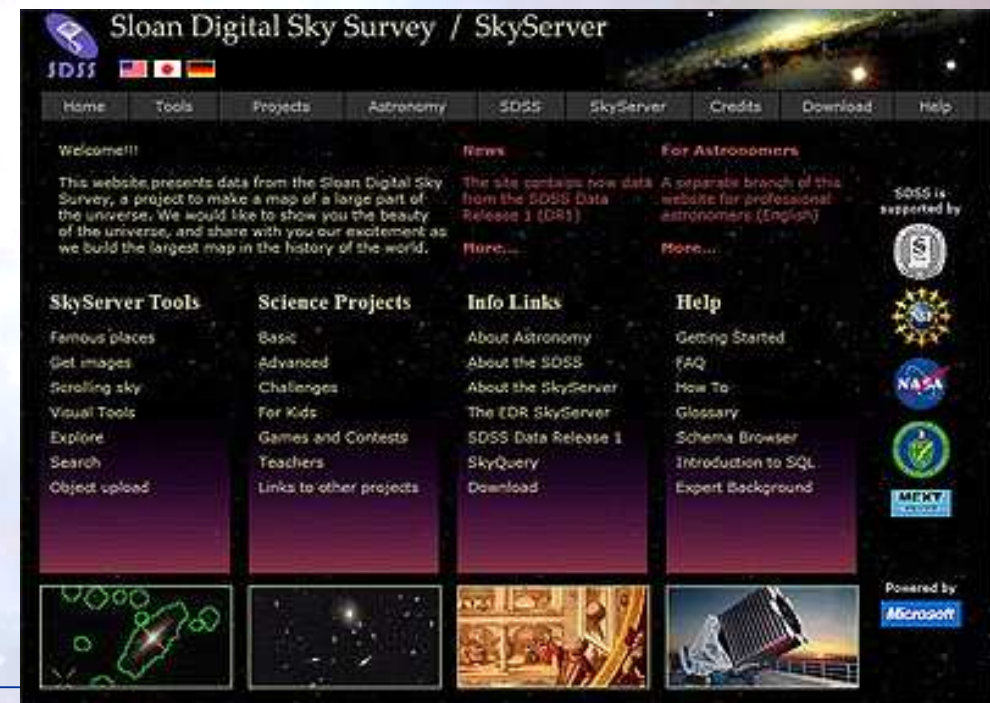 Sloan Digital Sky Survey / SkyServer
SDSS
Home Tools Projects Astronomy SDSS SkyServer Credits Download Help
Welcome!!!
This website presents data from the Sloan Digital Sky
Survey, a project to make a map of a large part of
the universe. We would like to show you the beauty
of the universe, and share with you our excitement as
we build the largest map in the history of the world.
News
The site contains now data
from the SDSS Data
Release 1 (DR1)
More...
For Astronomers
A separate branch of this
website for professional
astronomers (English)
More...
SDSS is
supported by
SkyServer Tools
Famous places
Get images
Scrolling sky
Visual Tools
Explore
Search
Object upload
Science Projects
Basic
Advanced
Challenges
For Kids
Games and Contests
Teachers
Links to other projects
Info Links
About Astronomy
About the SDSS
About the SkyServer
The EDR SkyServer
SDSS Data Release 1
SkyQuery
Download
Help
Getting Started
FAQ
How To
Glossary
Schema Browser
Introduction to SQL
Expert Background
S
NSF
NASA
MEXT
Powered by
Microsoft